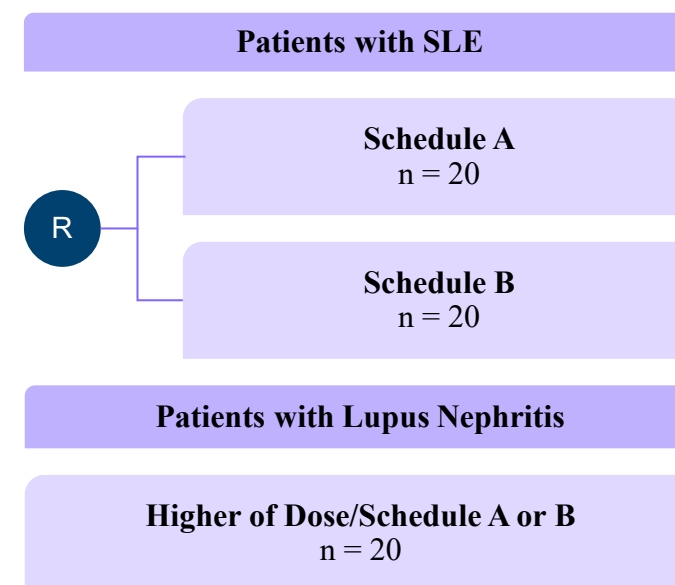 Patients with SLE
Schedule A
n = 20
R
Schedule B
n = 20
Patients with Lupus Nephritis
Higher of Dose/Schedule A or B
n = 20